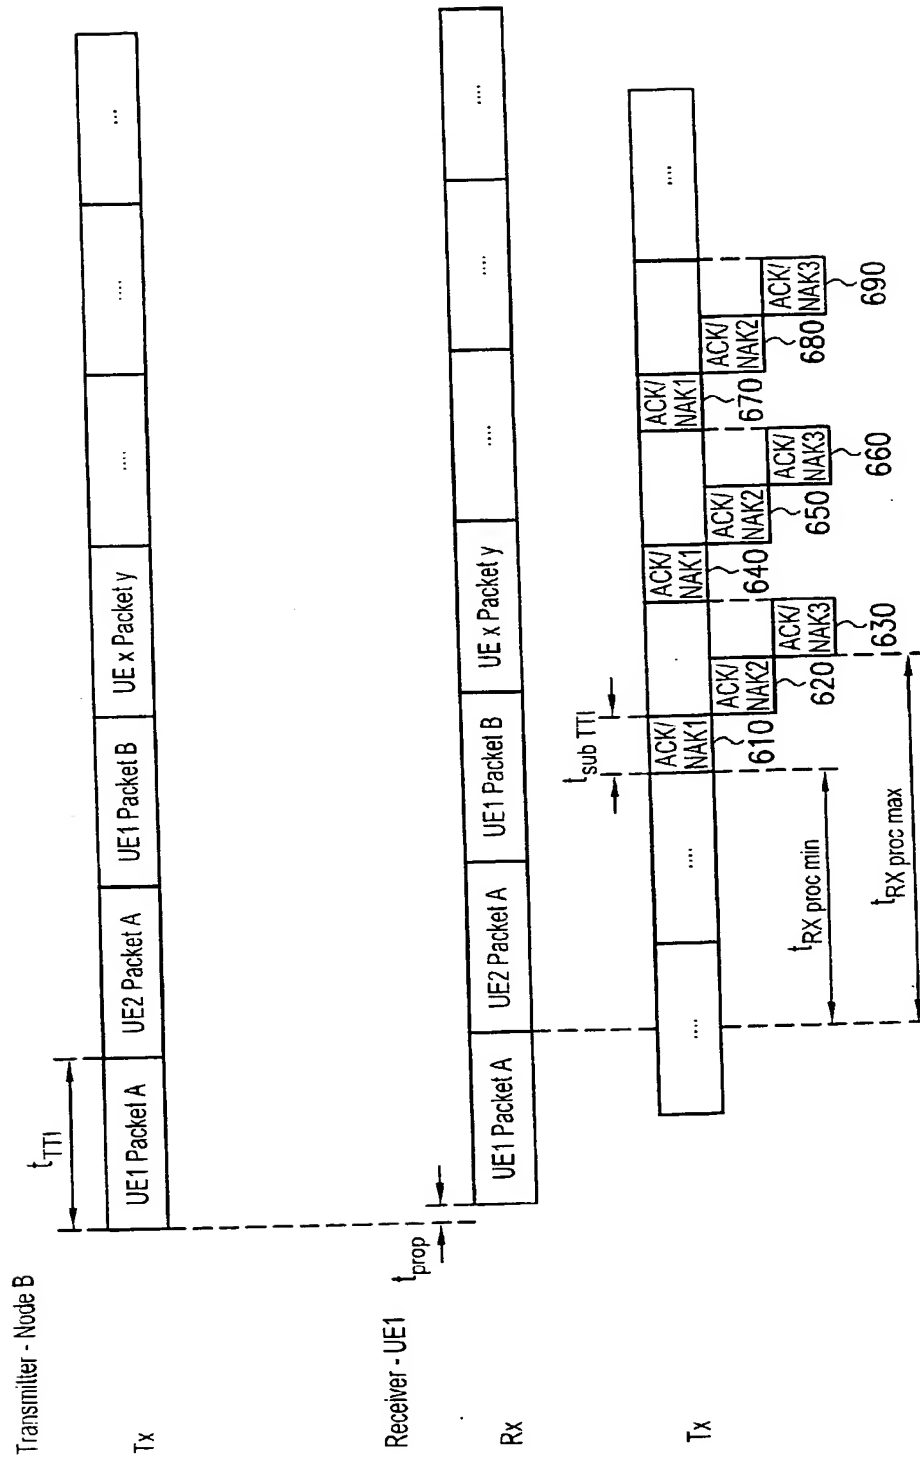 Transmitter - Node B
t_TTI
Tx
UE1 Packet A
UE2 Packet A
UE1 Packet B
UE x Packet y
....
....
...
Receiver - UE1
t_prop
Rx
UE1 Packet A
UE2 Packet A
UE1 Packet B
UE x Packet y
....
....
....
t_sub TTI
Tx
....
....
ACK/
NAK1
610
ACK/
NAK2
620
ACK/
NAK3
630
ACK/
NAK1
640
ACK/
NAK2
650
ACK/
NAK3
660
ACK/
NAK1
670
ACK/
NAK2
680
ACK/
NAK3
690
....
t_RX proc min
t_RX proc max